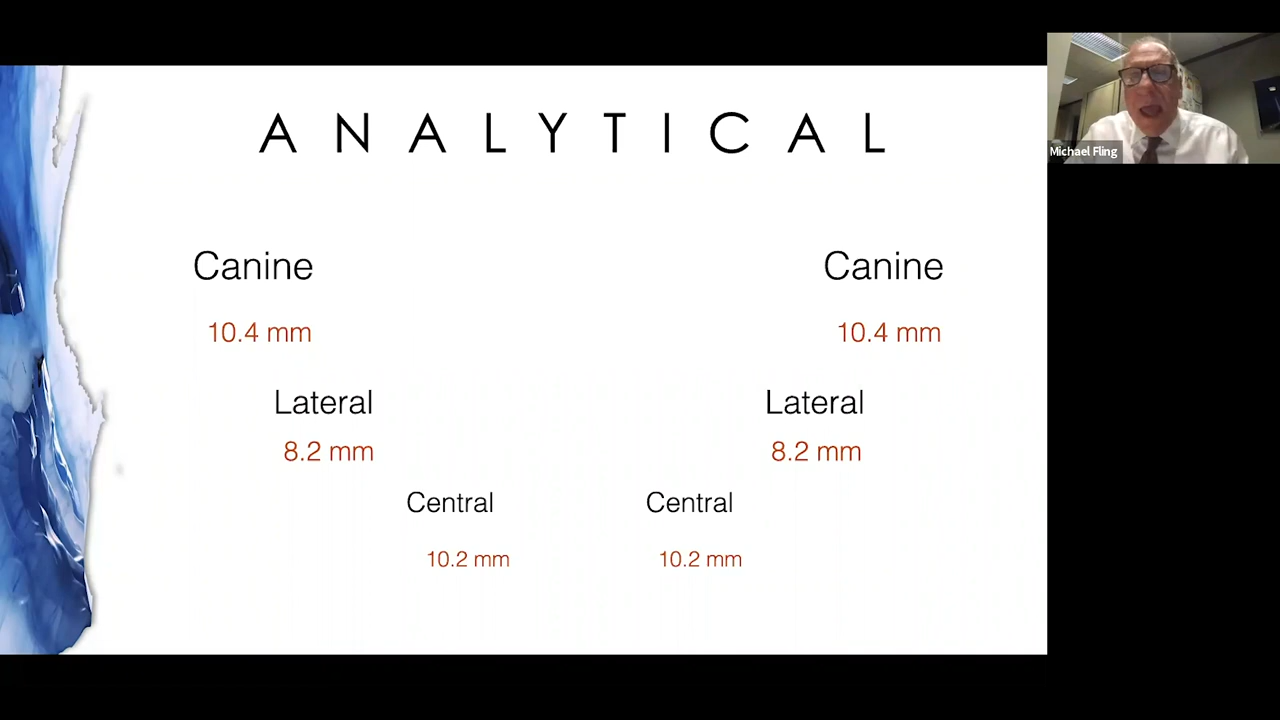 ANALYTICAL
Michael Fling
Canine Canine
10.4 mm 10.4 mm
Lateral Lateral
8.2 mm 8.2 mm
Central Central
10.2 mm 10.2 mm